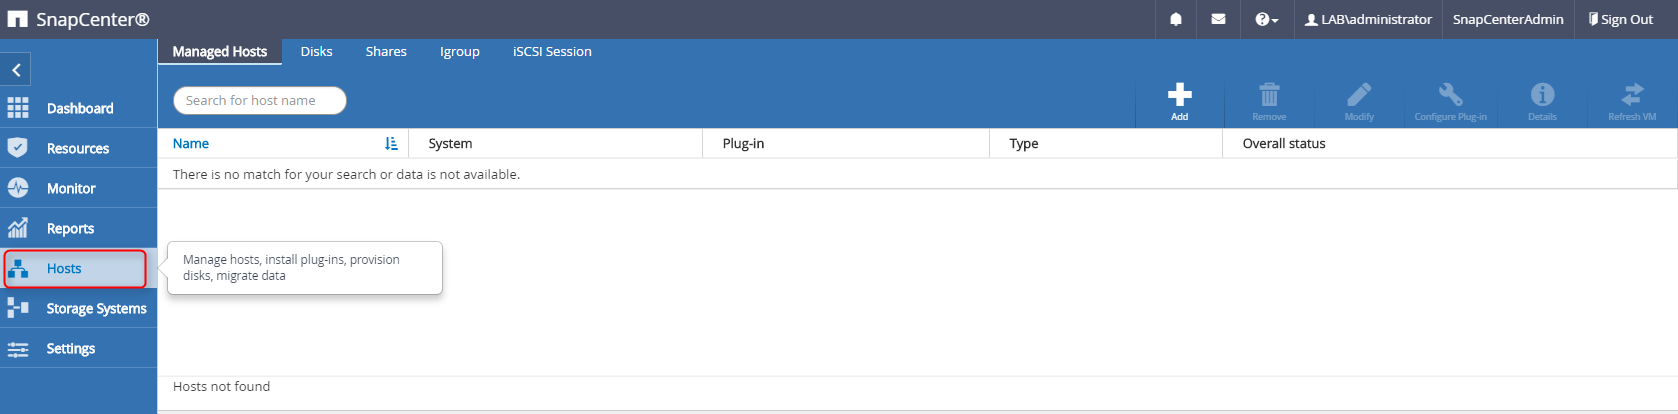 SnapCenter®
LAB\administrator
SnapCenterAdmin
Sign Out
Managed Hosts
Disks
Shares
Igroup
iSCSI Session
Search for host name
Add
Remove
Modify
Configure Plug-in
Details
Refresh VM
Dashboard
Resources
Monitor
Reports
Hosts
Storage Systems
Settings
Name
System
Plug-in
Type
Overall status
There is no match for your search or data is not available.
Manage hosts, install plug-ins, provision
disks, migrate data
Hosts not found